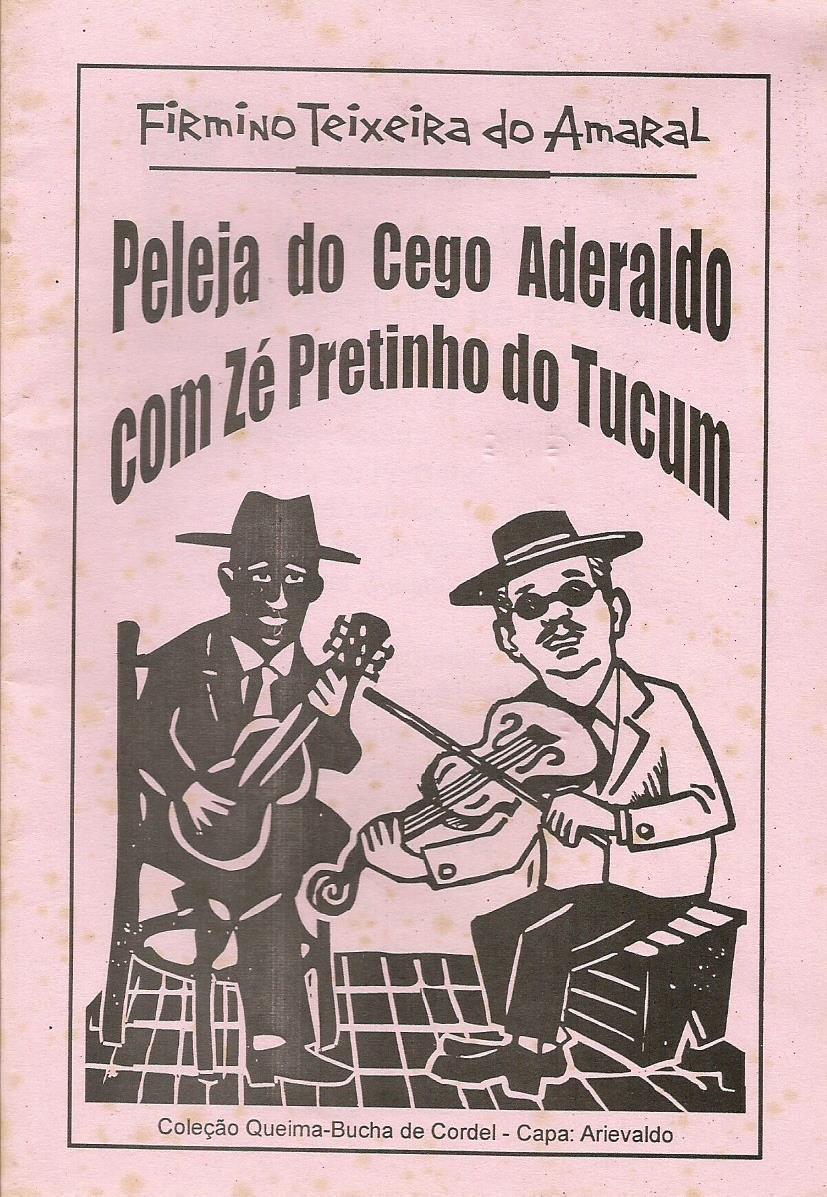 Firmino Teixeira do Amaral
Peleja do Cego Aderaldo
com Zé Pretinho do Tucum
Coleção Queima-Bucha de Cordel - Capa: Arievaldo